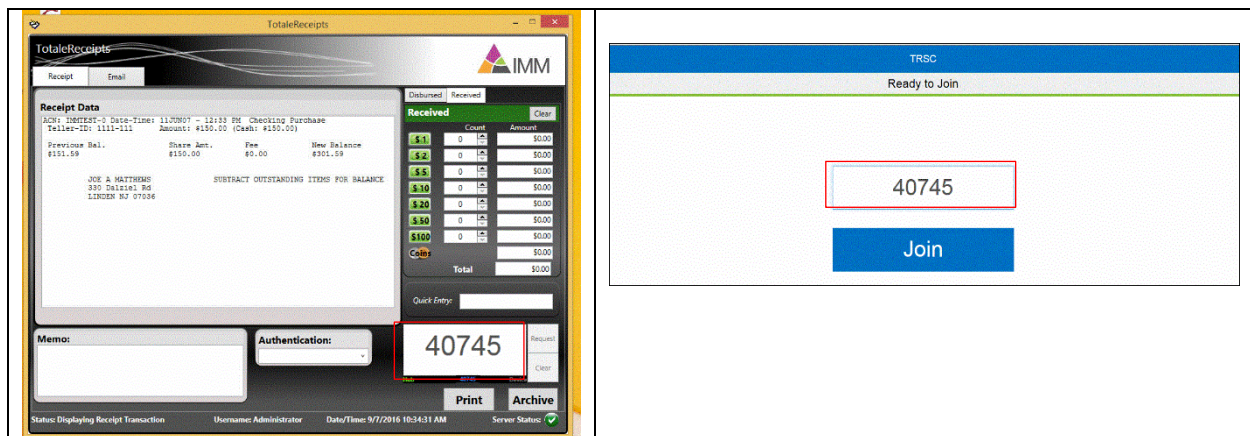 TotaleReceipts
TotaleReceipts
IMM
Receipt Email
Receipt Data
ACN: IMMTEST-0 Date-Time: 11JUN07 - 12:33 PM Checking Purchase
Teller-ID: 1111-111 Amount: $150.00 (Cash: $150.00)
Previous Bal. Share Amt. Fee New Balance
$151.59 $150.00 $0.00 $301.59
JOE A MATTHEWS SUBTRACT OUTSTANDING ITEMS FOR BALANCE
330 Dalziel Rd
LINDEN NJ 07036
Disbursed Received
Received Clear
Count Amount
$ 1 0 $0.00
$ 2 0 $0.00
$ 5 0 $0.00
$ 10 0 $0.00
$ 20 0 $0.00
$ 50 0 $0.00
$100 0 $0.00
Coins $0.00
Total $0.00
Quick Entry:
Memo:
Authentication:
40745
Request
Clear
Hub 40745
Print Archive
Status: Displaying Receipt Transaction Username: Administrator Date/Time: 9/7/2016 10:34:31 AM Server Status:
TRSC
Ready to Join
40745
Join